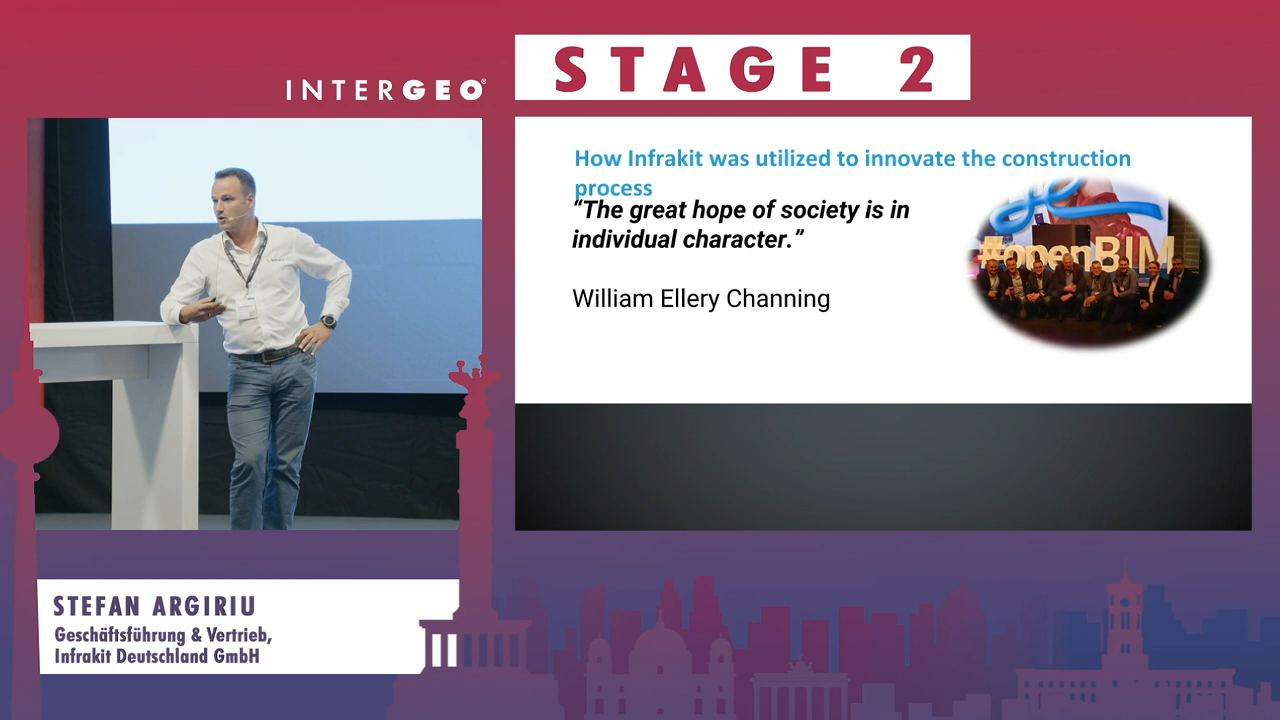 STAGE 2
INTERGEO®
How Infrakit was utilized to innovate the construction
process
“The great hope of society is in
individual character.”
William Ellery Channing
#openBIM
STEFAN ARGIRIU
Geschäftsführung & Vertrieb,
Infrakit Deutschland GmbH